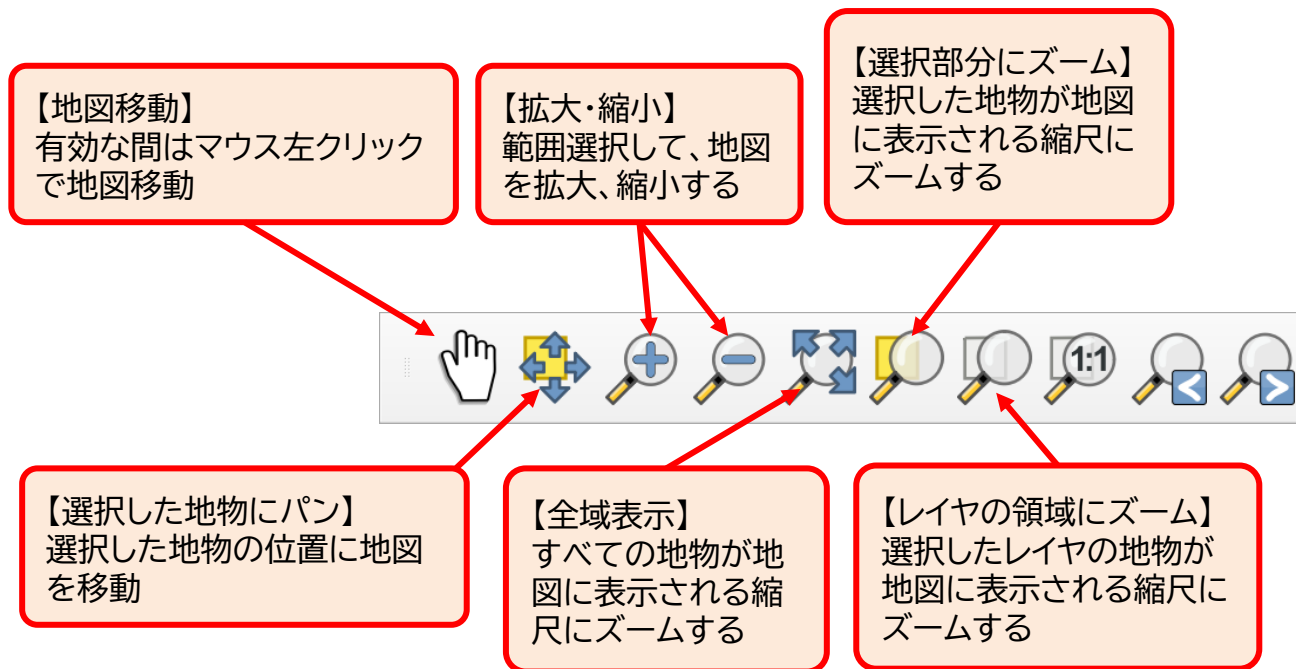 【地図移動】
有効な間はマウス左クリック
で地図移動
【拡大・縮小】
範囲選択して、地図
を拡大、縮小する
【選択部分にズーム】
選択した地物が地図
に表示される縮尺に
ズームする
1:1
【選択した地物にパン】
選択した地物の位置に地図
を移動
【全域表示】
すべての地物が地
図に表示される縮
尺にズームする
【レイヤの領域にズーム】
選択したレイヤの地物が
地図に表示される縮尺に
ズームする